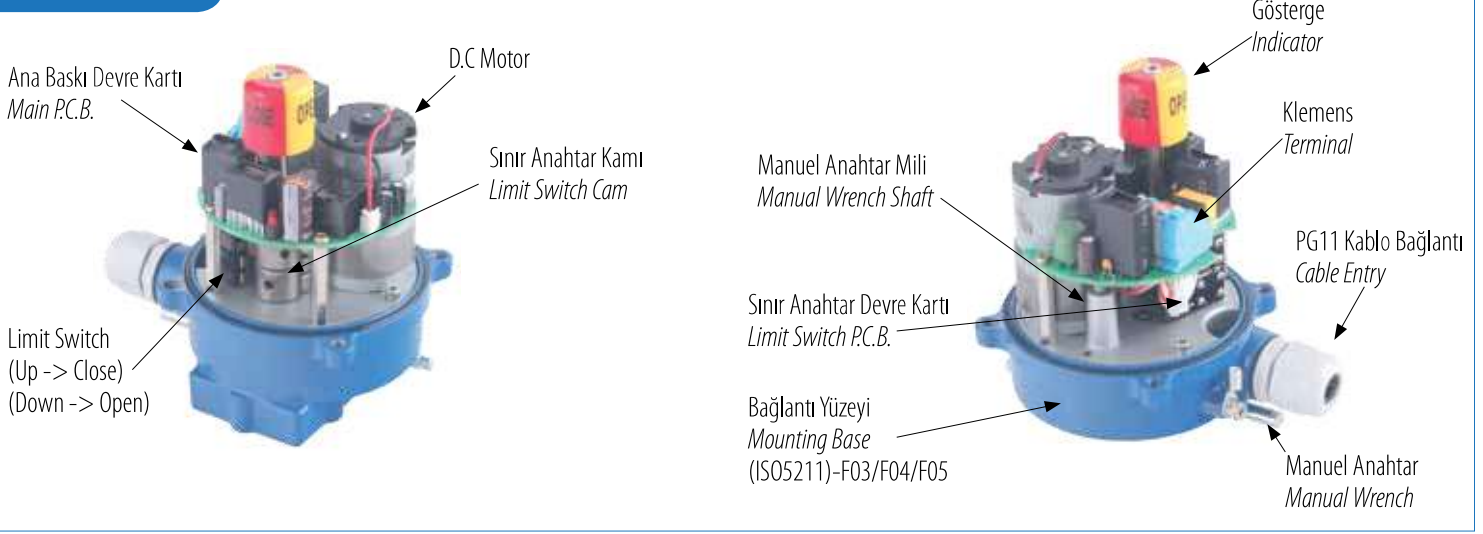 Ana Baskı Devre Kartı
Main P.C.B.
D.C Motor
Sınır Anahtar Kamı
Limit Switch Cam
Limit Switch
(Up -> Close)
(Down -> Open)
Gösterge
Indicator
Klemens
Terminal
Manuel Anahtar Mili
Manual Wrench Shaft
PG11 Kablo Bağlantı
Cable Entry
Sınır Anahtar Devre Kartı
Limit Switch P.C.B.
Bağlantı Yüzeyi
Mounting Base
(ISO5211)-F03/F04/F05
Manuel Anahtar
Manual Wrench